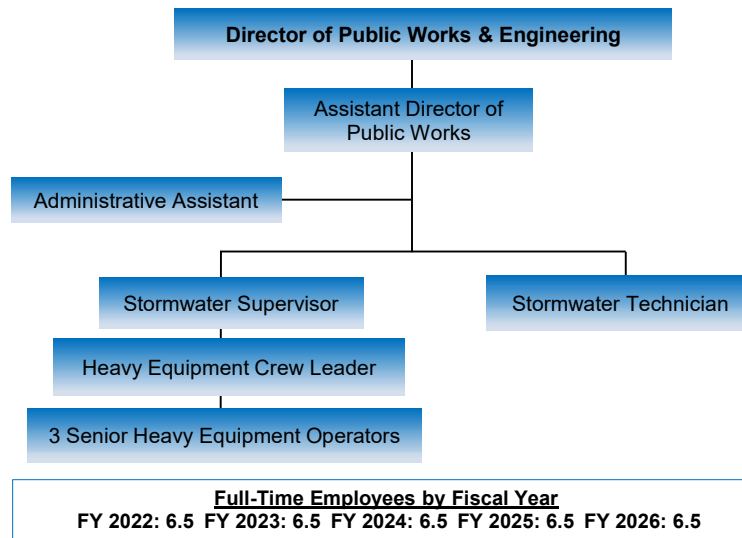 Director of Public Works & Engineering
Assistant Director of
Public Works
Administrative Assistant
Stormwater Supervisor
Stormwater Technician
Heavy Equipment Crew Leader
3 Senior Heavy Equipment Operators
Full-Time Employees by Fiscal Year
FY 2022: 6.5 FY 2023: 6.5 FY 2024: 6.5 FY 2025: 6.5 FY 2026: 6.5